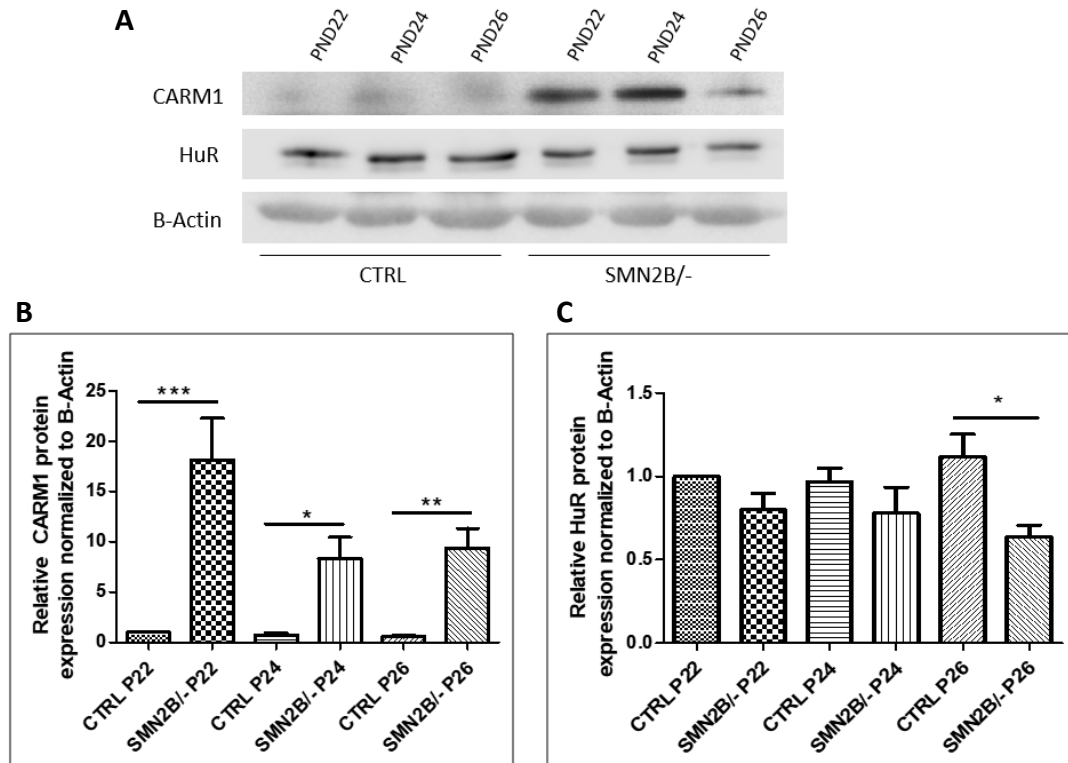 A
PND22
PND24
PND26
PND22
PND24
PND26
CARM1
HuR
B-Actin
CTRL
SMN2B/-
B
Relative CARM1 protein
expression normalized to B-Actin
25
20
15
10
5
0
***
*
**
CTRL P22
SMN2B/- P22
CTRL P24
SMN2B/- P24
CTRL P26
SMN2B/- P26
C
Relative HuR protein
expression normalized to B-Actin
1.5
1.0
0.5
0.0
*
CTRL P22
SMN2B/- P22
CTRL P24
SMN2B/- P24
CTRL P26
SMN2B/- P26